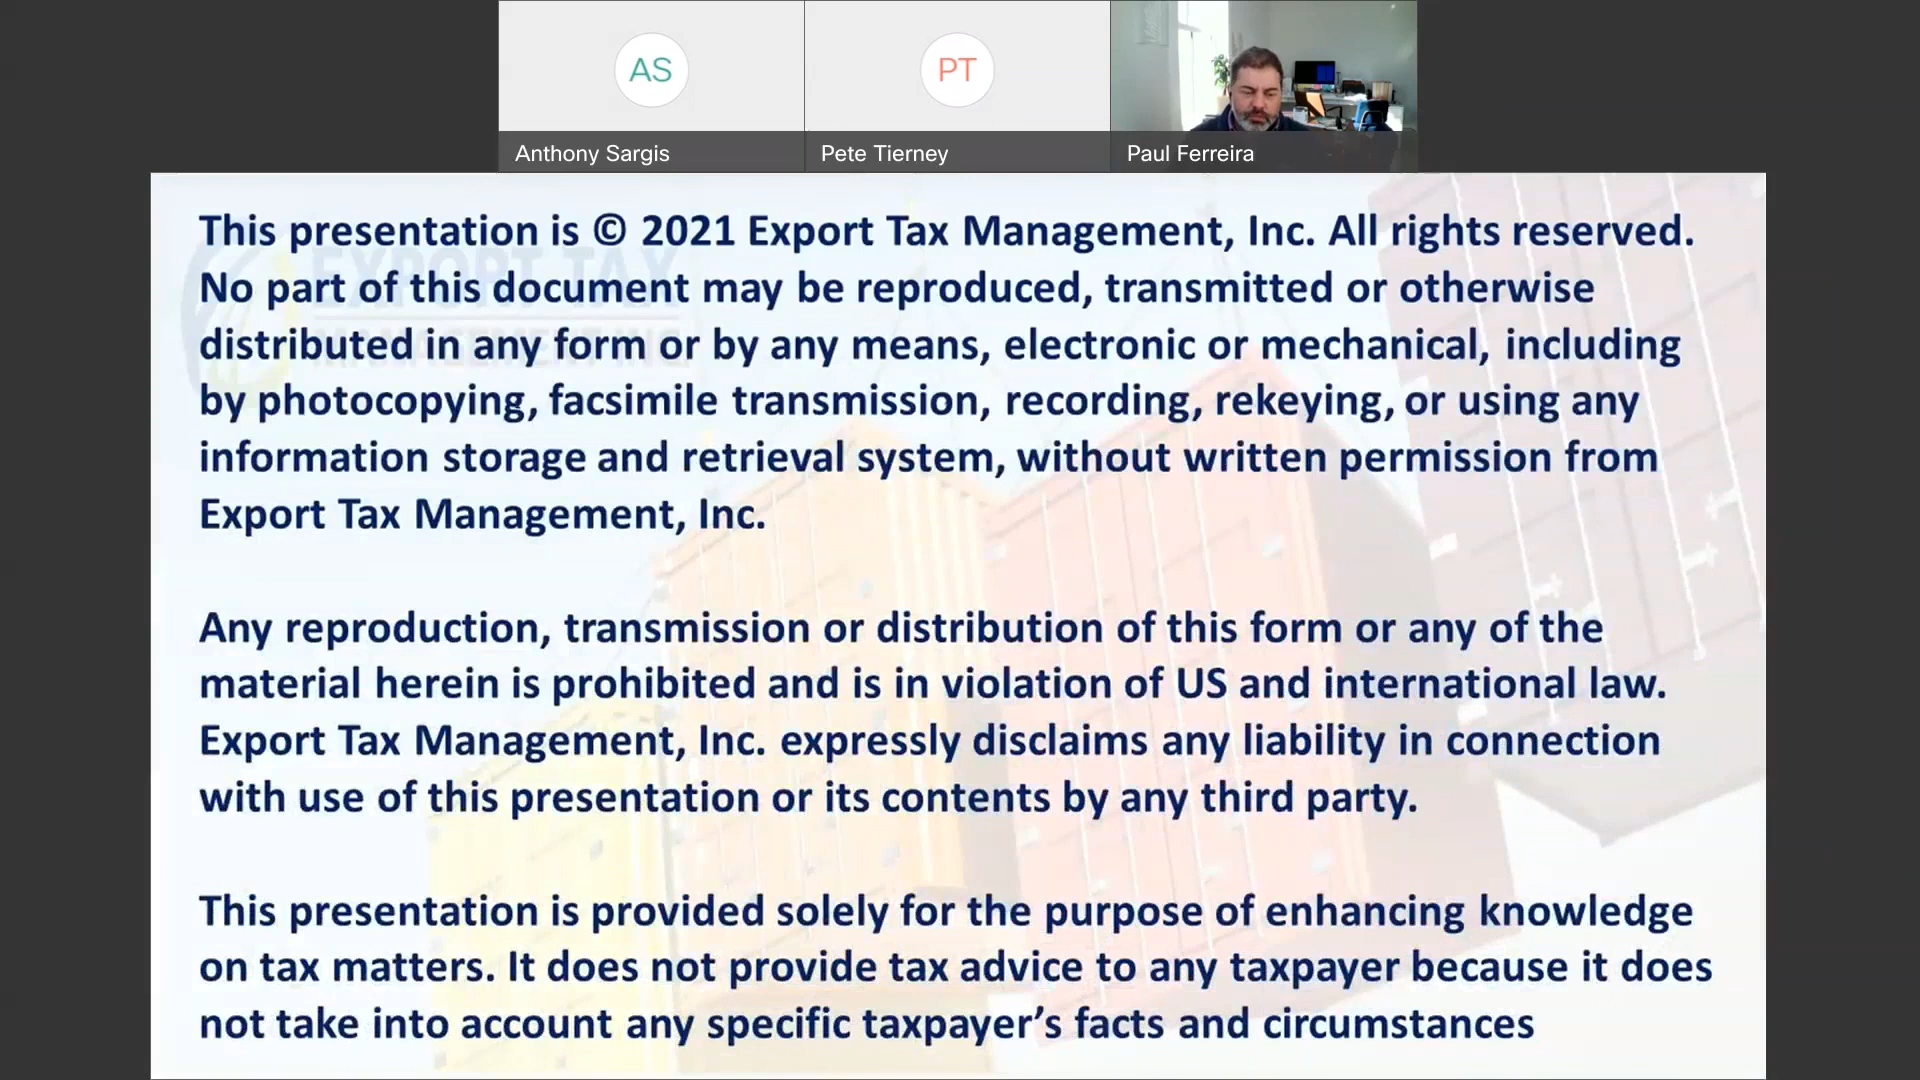 AS
PT
Anthony Sargis
Pete Tierney
Paul Ferreira
This presentation is © 2021 Export Tax Management, Inc. All rights reserved.
No part of this document may be reproduced, transmitted or otherwise
distributed in any form or by any means, electronic or mechanical, including
by photocopying, facsimile transmission, recording, rekeying, or using any
information storage and retrieval system, without written permission from
Export Tax Management, Inc.
Any reproduction, transmission or distribution of this form or any of the
material herein is prohibited and is in violation of US and international law.
Export Tax Management, Inc. expressly disclaims any liability in connection
with use of this presentation or its contents by any third party.
This presentation is provided solely for the purpose of enhancing knowledge
on tax matters. It does not provide tax advice to any taxpayer because it does
not take into account any specific taxpayer’s facts and circumstances
EXPORT TAX
MANAGEMENT INC